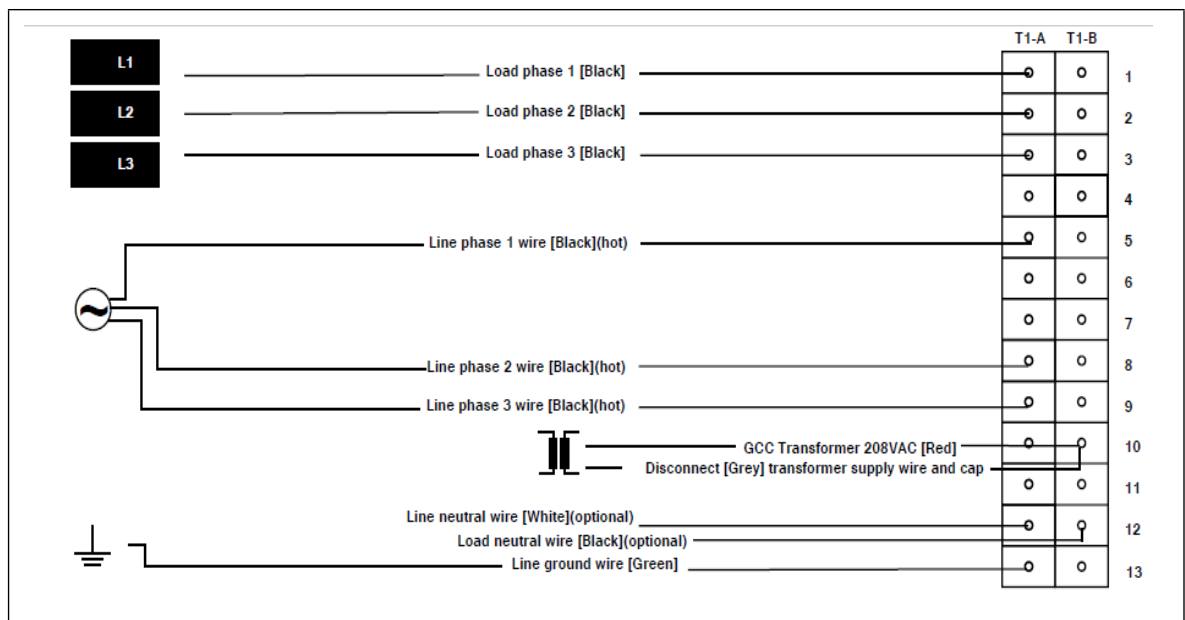 T1-A T1-B
L1
Load phase 1 [Black]
1
L2
Load phase 2 [Black]
2
L3
Load phase 3 [Black]
3
4
Line phase 1 wire [Black](hot)
5
6
7
Line phase 2 wire [Black](hot)
8
Line phase 3 wire [Black](hot)
9
GCC Transformer 208VAC [Red]
10
Disconnect [Grey] transformer supply wire and cap
11
Line neutral wire [White](optional)
12
Load neutral wire [Black](optional)
Line ground wire [Green]
13